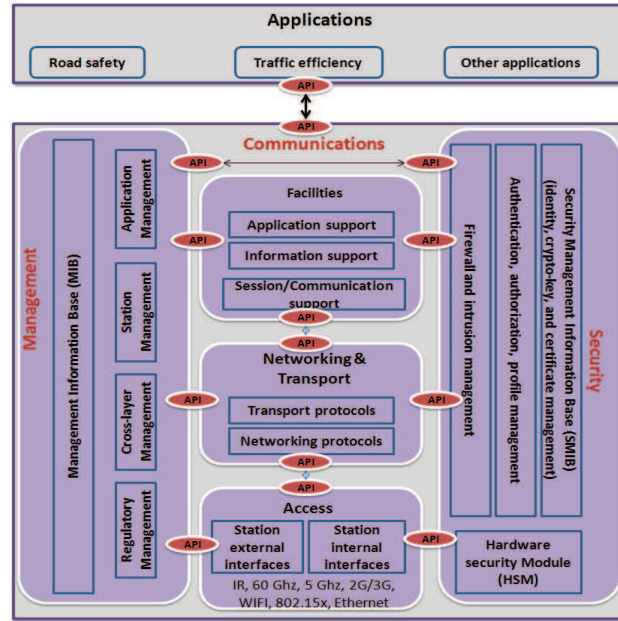 Applications
Road safety
Traffic efficiency
Other applications
API
API
Communications
API
API
Management
Management Information Base (MIB)
Application
Management
Station
Management
Cross-layer
Management
Regulatory
Management
Facilities
Application support
Information support
Session/Communication
support
API
API
API
API
Networking &
Transport
Transport protocols
Networking protocols
API
API
API
API
Access
Station
external
interfaces
Station
internal
interfaces
IR, 60 Ghz, 5 Ghz, 2G/3G,
WIFI, 802.15x, Ethernet
API
API
Firewall and intrusion management
Authentication, authorization, profile management
Security Management Information Base (SMIB)
(identity, crypto-key, and certificate management)
Security
Hardware
security Module
(HSM)